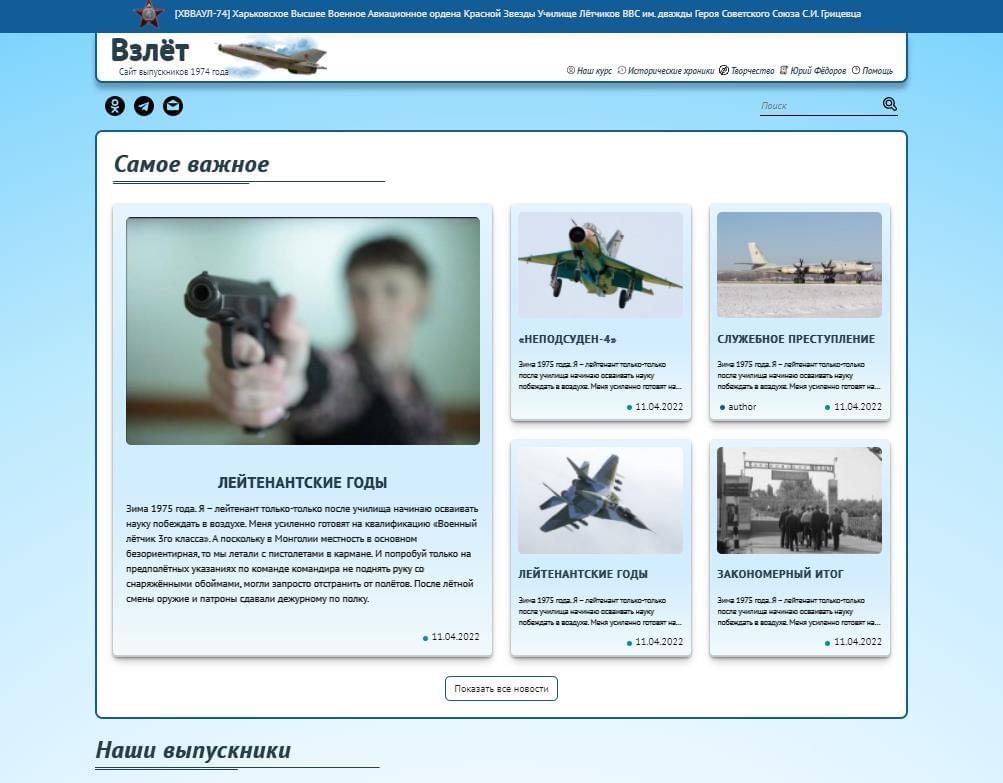 [ХВВАУЛ-74] Харьковское Высшее Военное Авиационное ордена Красной Звезды Училище Лётчиков ВВС им. дважды Героя Советского Союза С.И. Грицевца
Взлёт
Сайт выпускников 1974 года
Наш курс Исторические хроники Творчество Юрий Фёдоров Помощь
Поиск
Самое важное
ЛЕЙТЕНАНТСКИЕ ГОДЫ
Зима 1975 года. Я – лейтенант только-только после училища начинаю осваивать
науку побеждать в воздухе. Меня усиленно готовят на квалификацию «Военный
лётчик 3го класса». А поскольку в Монголии местность в основном
безориентирная, то мы летали с пистолетами в кармане. И попробуй только на
предполётных указаниях по команде командира не поднять руку со
снаряжёнными обоймами, могли запросто отстранить от полётов. После лётной
смены оружие и патроны сдавали дежурному по полку.
11.04.2022
«НЕПОДСУДЕН-4»
Зима 1975 года. Я – лейтенант только-только
после училища начинаю осваивать науку
побеждать в воздухе. Меня усиленно готовят на...
11.04.2022
СЛУЖЕБНОЕ ПРЕСТУПЛЕНИЕ
Зима 1975 года. Я – лейтенант только-только
после училища начинаю осваивать науку
побеждать в воздухе. Меня усиленно готовят на...
author 11.04.2022
ЛЕЙТЕНАНТСКИЕ ГОДЫ
Зима 1975 года. Я – лейтенант только-только
после училища начинаю осваивать науку
побеждать в воздухе. Меня усиленно готовят на...
11.04.2022
ЗАКОНОМЕРНЫЙ ИТОГ
Зима 1975 года. Я – лейтенант только-только
после училища начинаю осваивать науку
побеждать в воздухе. Меня усиленно готовят на...
11.04.2022
Показать все новости
Наши выпускники